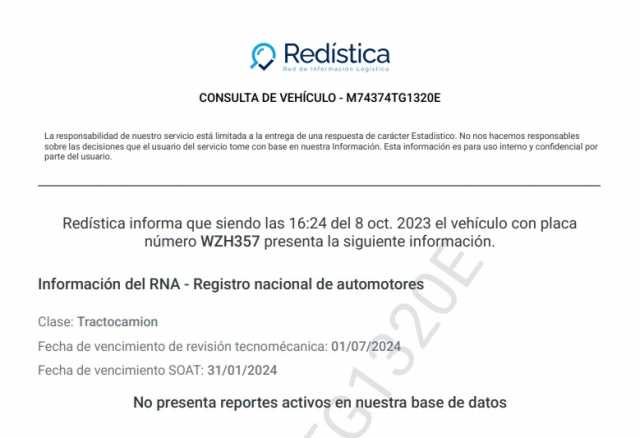 Redística
Red de Información Logística
CONSULTA DE VEHÍCULO - M74374TG1320E
La responsabilidad de nuestro servicio está limitada a la entrega de una respuesta de carácter Estadístico. No nos hacemos responsables
sobre las decisiones que el usuario del servicio tome con base en nuestra Información. Esta información es para uso interno y confidencial por
parte del usuario.
Redística informa que siendo las 16:24 del 8 oct. 2023 el vehículo con placa
número WZH357 presenta la siguiente información.
Información del RNA - Registro nacional de automotores
Clase: Tractocamion
Fecha de vencimiento de revisión tecnomécanica: 01/07/2024
Fecha de vencimiento SOAT: 31/01/2024
No presenta reportes activos en nuestra base de datos
TG1320E